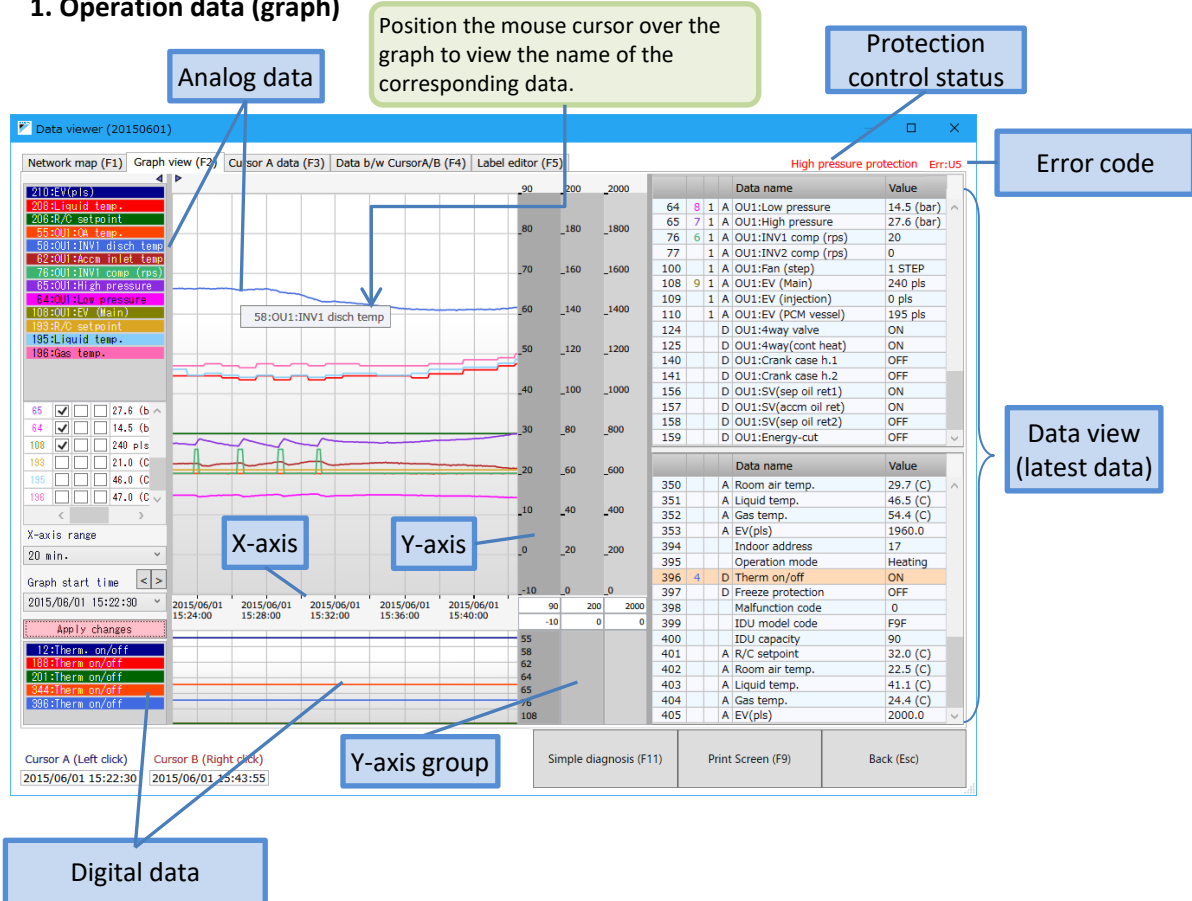 1. Operation data (graph)
Position the mouse cursor over the
graph to view the name of the
corresponding data.
Analog data
Protection
control status
Error code
Data viewer (20150601)
Network map (F1) Graph view (F2) Cursor A data (F3) Data b/w CursorA/B (F4) Label editor (F5)
High pressure protection Err:U5
210:EV(pls)
208:Liquid temp.
206:R/C setpoint
55:OU1:OA temp.
58:OU1:INV1 disch temp
62:OU1:Accm inlet temp
76:OU1:INV1 comp (rps)
65:OU1:High pressure
64:OU1:Low pressure
108:OU1:EV (Main)
193:R/C setpoint
195:Liquid temp.
196:Gas temp.
65 27.6 (b
64 14.5 (b
108 240 pls
193 21.0 (C
195 46.0 (C
196 47.0 (C
X-axis range
20 min.
Graph start time < >
2015/06/01 15:22:30
Apply changes
12:Therm. on/off
188:Therm on/off
201:Therm on/off
344:Therm on/off
396:Therm on/off
58:OU1:INV1 disch temp
90 200 2000
80 180 1800
70 160 1600
60 140 1400
50 120 1200
40 100 1000
30 80 800
20 60 600
10 40 400
0 20 200
-10 0 0
X-axis
Y-axis
2015/06/01 2015/06/01 2015/06/01 2015/06/01 2015/06/01
15:24:00 15:28:00 15:32:00 15:36:00 15:40:00
90 200 2000
-10 0 0
55
58
62
64
65
76
108
Y-axis group
Data name Value
64 8 1 A OU1:Low pressure 14.5 (bar)
65 7 1 A OU1:High pressure 27.6 (bar)
76 6 1 A OU1:INV1 comp (rps) 20
77 1 A OU1:INV2 comp (rps) 0
100 1 A OU1:Fan (step) 1 STEP
108 9 1 A OU1:EV (Main) 240 pls
109 1 A OU1:EV (injection) 0 pls
110 1 A OU1:EV (PCM vessel) 195 pls
124 D OU1:4way valve ON
125 D OU1:4way(cont heat) ON
140 D OU1:Crank case h.1 OFF
141 D OU1:Crank case h.2 OFF
156 D OU1:SV(sep oil ret1) ON
157 D OU1:SV(accm oil ret) ON
158 D OU1:SV(sep oil ret2) OFF
159 D OU1:Energy-cut OFF
Data name Value
350 A Room air temp. 29.7 (C)
351 A Liquid temp. 46.5 (C)
352 A Gas temp. 54.4 (C)
353 A EV(pls) 1960.0
394 Indoor address 17
395 Operation mode Heating
396 4 D Therm on/off ON
397 D Freeze protection OFF
398 Malfunction code 0
399 IDU model code F9F
400 IDU capacity 90
401 A R/C setpoint 32.0 (C)
402 A Room air temp. 22.5 (C)
403 A Liquid temp. 41.1 (C)
404 A Gas temp. 24.4 (C)
405 A EV(pls) 2000.0
Data view
(latest data)
Cursor A (Left click) Cursor B (Right click)
2015/06/01 15:22:30 2015/06/01 15:43:55
Simple diagnosis (F11) Print Screen (F9) Back (Esc)
Digital data